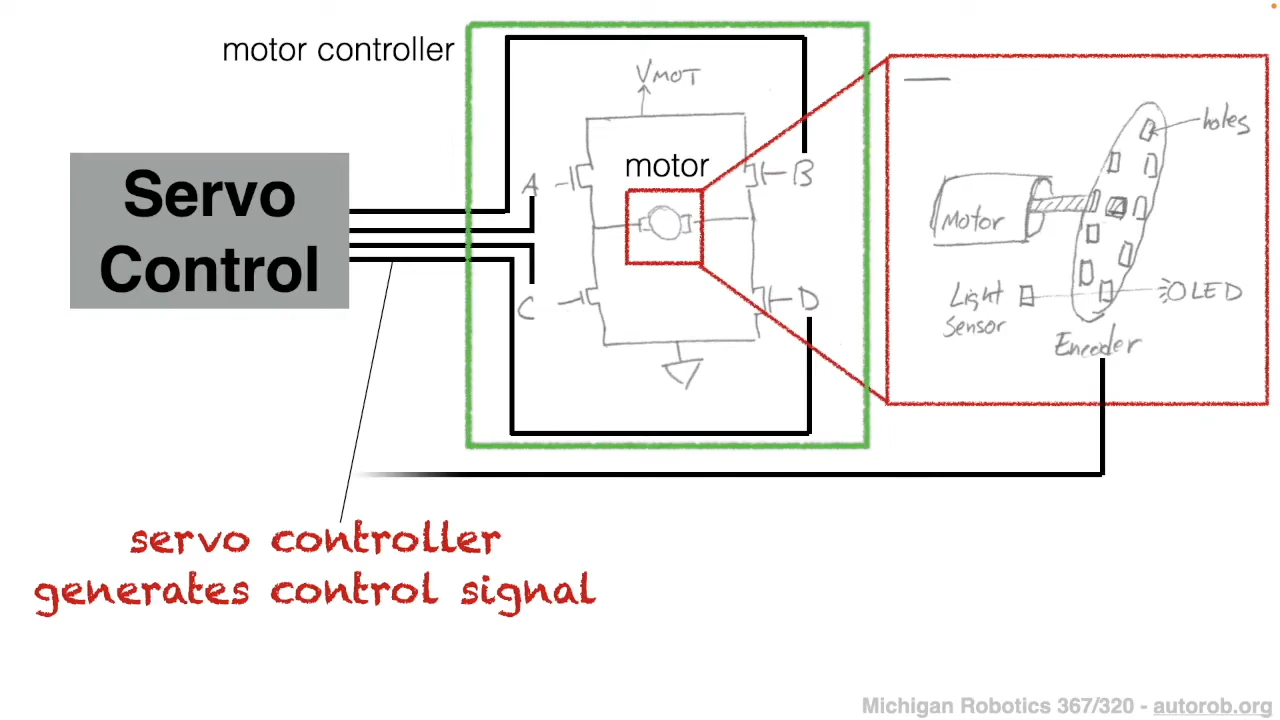 motor controller
Servo
Control
VMOT
motor
A
B
C
D
holes
Motor
Light
Sensor
LED
Encoder
servo controller
generates control signal
Michigan Robotics 367/320 - autorob.org